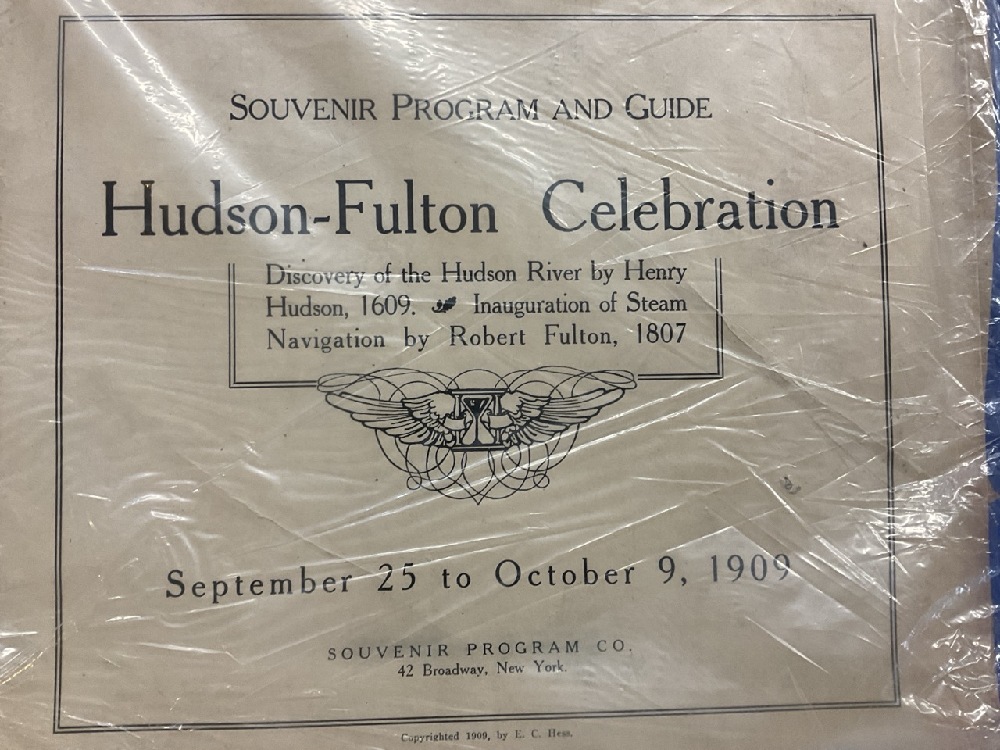 SOUVENIR PROGRAM AND GUIDE
Hudson-Fulton Celebration
Discovery of the Hudson River by Henry
Hudson, 1609. Inauguration of Steam
Navigation by Robert Fulton, 1807
September 25 to October 9, 1909
SOUVENIR PROGRAM CO.
42 Broadway, New York.
Copyrighted 1909, by E. C. Hess.